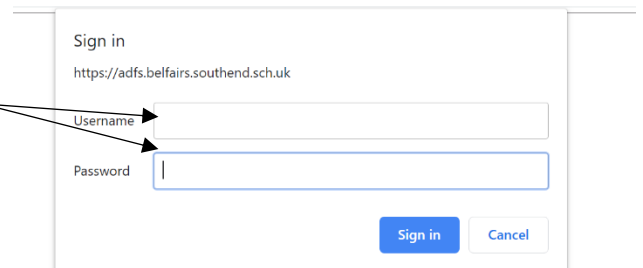 Sign in
https://adfs.belfairs.southend.sch.uk
Username
Password
Sign in Cancel